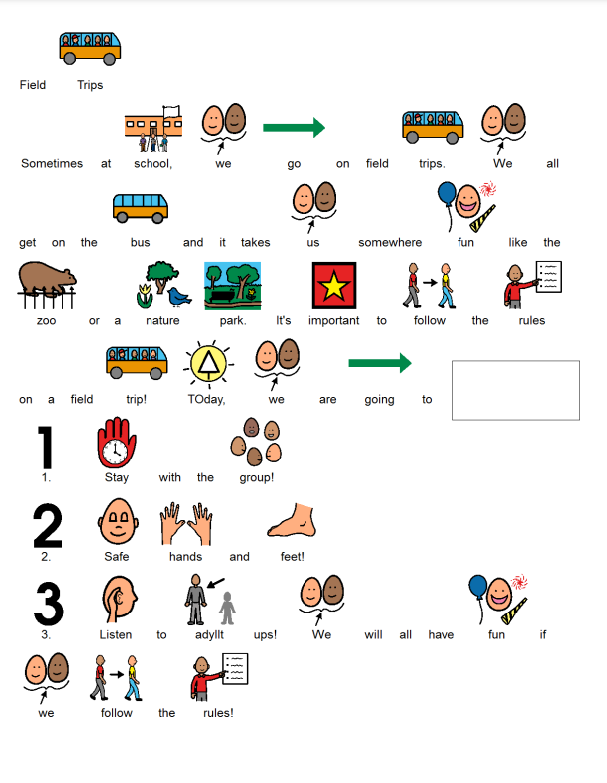 Field Trips
Sometimes at school, we go on field trips. We all
get on the bus and it takes us somewhere fun like the
zoo or a nature park. It's important to follow the rules
on a field trip! TOday, we are going to
1
1. Stay with the group!
2
2. Safe hands and feet!
3
3. Listen to adyllt ups! We will all have fun if
we follow the rules!